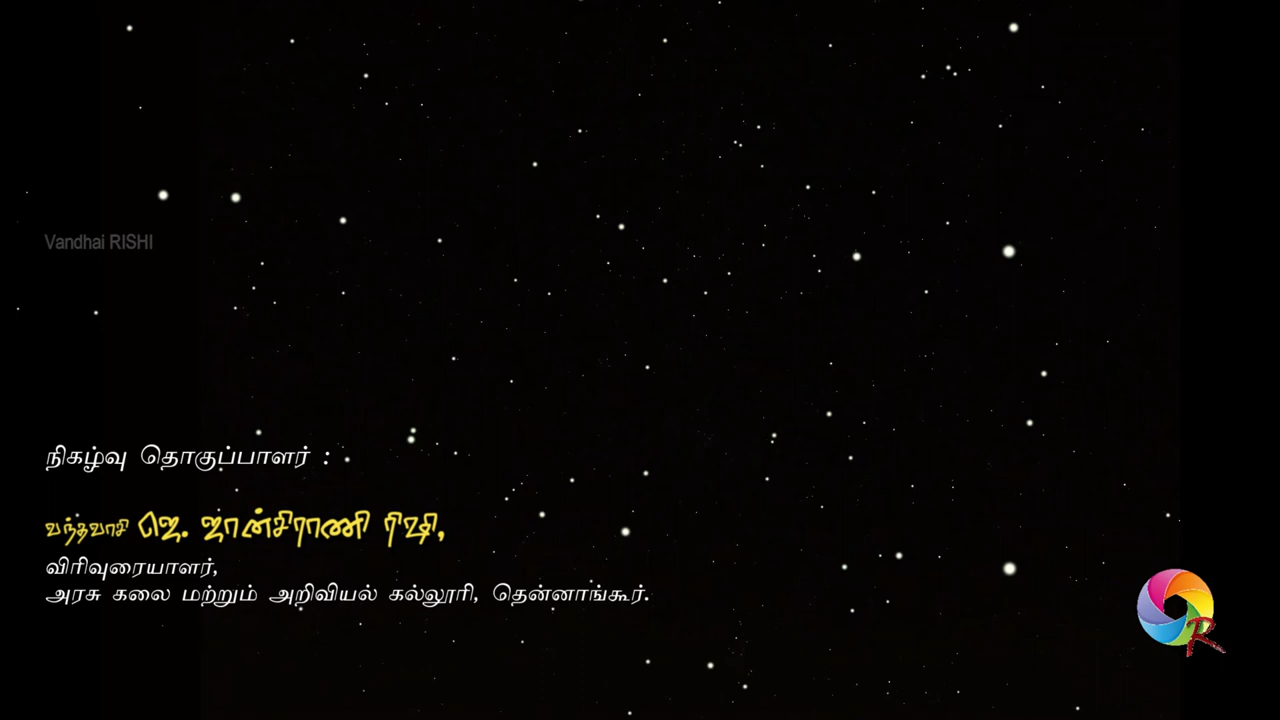 Vandhai RISHI
நிகழ்வு தொகுப்பாளர் :
வந்தவாசி ஜெ. ஜான்சிராணி ரிஷி,
விரிவுரையாளர்,
அரசு கலை மற்றும் அறிவியல் கல்லூரி, தென்னாங்கூர்.
R